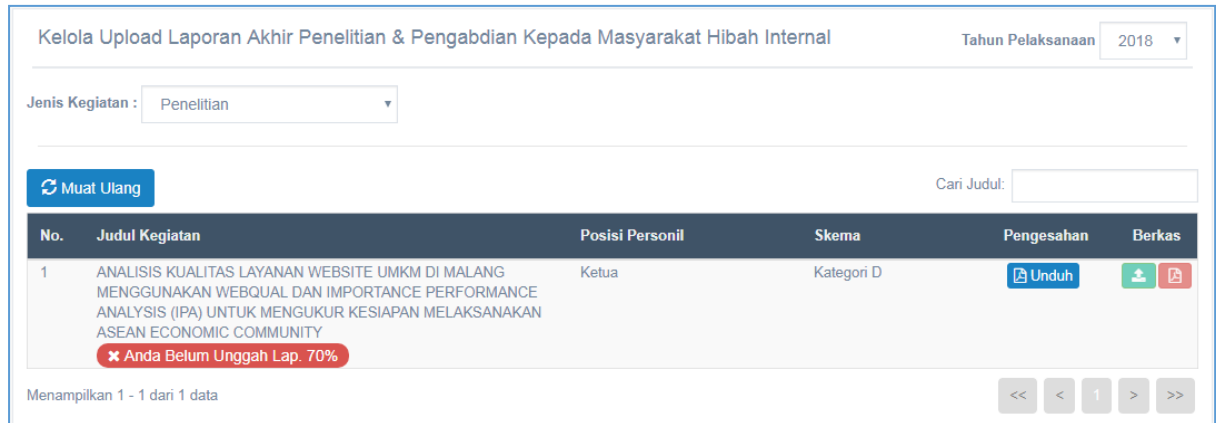 Kelola Upload Laporan Akhir Penelitian & Pengabdian Kepada Masyarakat Hibah Internal
Tahun Pelaksanaan 2018
Jenis Kegiatan : Penelitian
Muat Ulang
Cari Judul:
No. Judul Kegiatan Posisi Personil Skema Pengesahan Berkas
1 ANALISIS KUALITAS LAYANAN WEBSITE UMKM DI MALANG Ketua Kategori D Unduh
MENGGUNAKAN WEBQUAL DAN IMPORTANCE PERFORMANCE
ANALYSIS (IPA) UNTUK MENGUKUR KESIAPAN MELAKSANAKAN
ASEAN ECONOMIC COMMUNITY
Anda Belum Unggah Lap. 70%
Menampilkan 1 - 1 dari 1 data
<< < 1 > >>